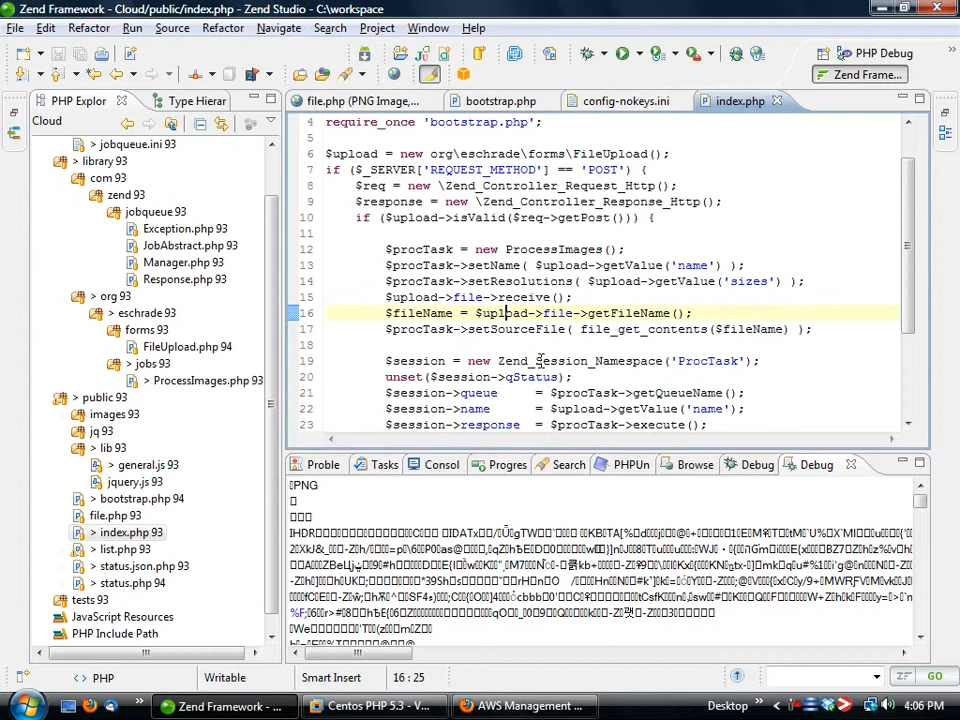 Zend Framework - Cloud/public/index.php - Zend Studio - C:\workspace
File Edit Refactor Run Source Refactor Navigate Search Project Window Help
PHP Debug
Zend Frame...
PHP Explor
Type Hierar
Cloud
> jobqueue.ini 93
> library 93
> com 93
> zend 93
> jobqueue 93
> Exception.php 93
> JobAbstract.php 93
> Manager.php 93
> Response.php 93
> org 93
> eschrade 93
> forms 93
> FileUpload.php 93
> jobs 93
> ProcessImages.php 93
> public 93
images 93
jq 93
> lib 93
> general.js 93
> jquery.js 93
> bootstrap.php 94
file.php 93
> index.php 93
> list.php 93
> status.json.php 93
> status.php 94
tests 93
JavaScript Resources
PHP Include Path
file.php (PNG Image,...
bootstrap.php
config-nokeys.ini
index.php
4 require_once 'bootstrap.php';
5
6 $upload = new org\eschrade\forms\FileUpload();
7 if ($_SERVER['REQUEST_METHOD'] == 'POST') {
8 $req = new \Zend_Controller_Request_Http();
9 $response = new \Zend_Controller_Response_Http();
10 if ($upload->isValid($req->getPost())) {
11
12 $procTask = new ProcessImages();
13 $procTask->setName( $upload->getValue('name') );
14 $procTask->setResolutions( $upload->getValue('sizes') );
15 $upload->file->receive();
16 $fileName = $upload->file->getFileName();
17 $procTask->setSourceFile( file_get_contents($fileName) );
18
19 $session = new Zend_Session_Namespace('ProcTask');
20 unset($session->qStatus);
21 $session->queue = $procTask->getQueueName();
22 $session->name = $upload->getValue('name');
23 $session->response = $procTask->execute();
Proble Tasks Consol Progres Search PHPUn Browse Debug Debug
PNG
PHP
Writable
Smart Insert
16 : 25
GO
Zend Framework - ...
Centos PHP 5.3 - V...
AWS Management ...
Desktop
4:06 PM